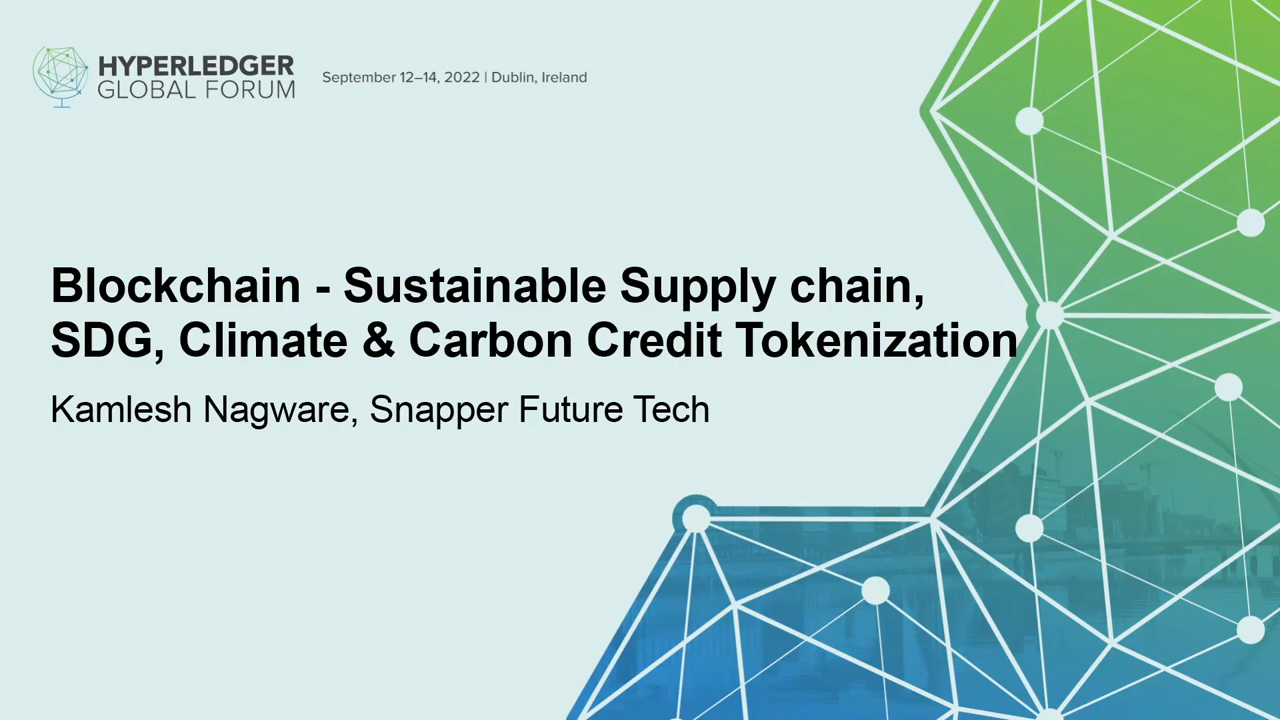 HYPERLEDGER
GLOBAL FORUM
September 12–14, 2022 | Dublin, Ireland
Blockchain - Sustainable Supply chain,
SDG, Climate & Carbon Credit Tokenization
Kamlesh Nagware, Snapper Future Tech